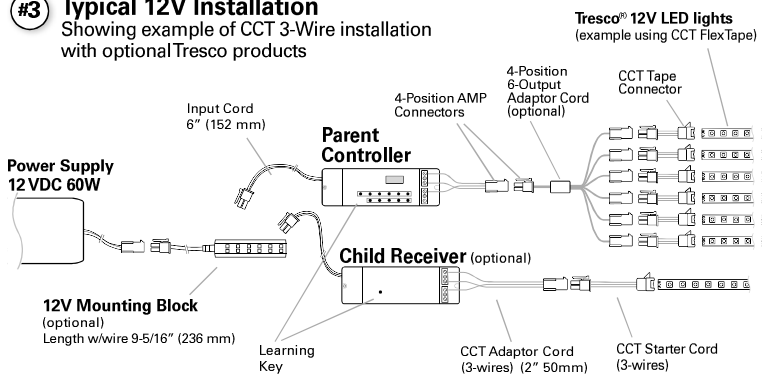 #3
Typical 12V Installation
Showing example of CCT 3-Wire installation
with optional Tresco products
Tresco® 12V LED lights
(example using CCT FlexTape)
4-Position
6-Output
Adaptor Cord
(optional)
CCT Tape
Connector
4-Position AMP
Connectors
Input Cord
6” (152 mm)
Parent
Controller
Power Supply
12 VDC 60W
Child Receiver (optional)
12V Mounting Block
(optional)
Length w/wire 9-5/16” (236 mm)
Learning
Key
CCT Adaptor Cord
(3-wires) (2” 50mm)
CCT Starter Cord
(3-wires)